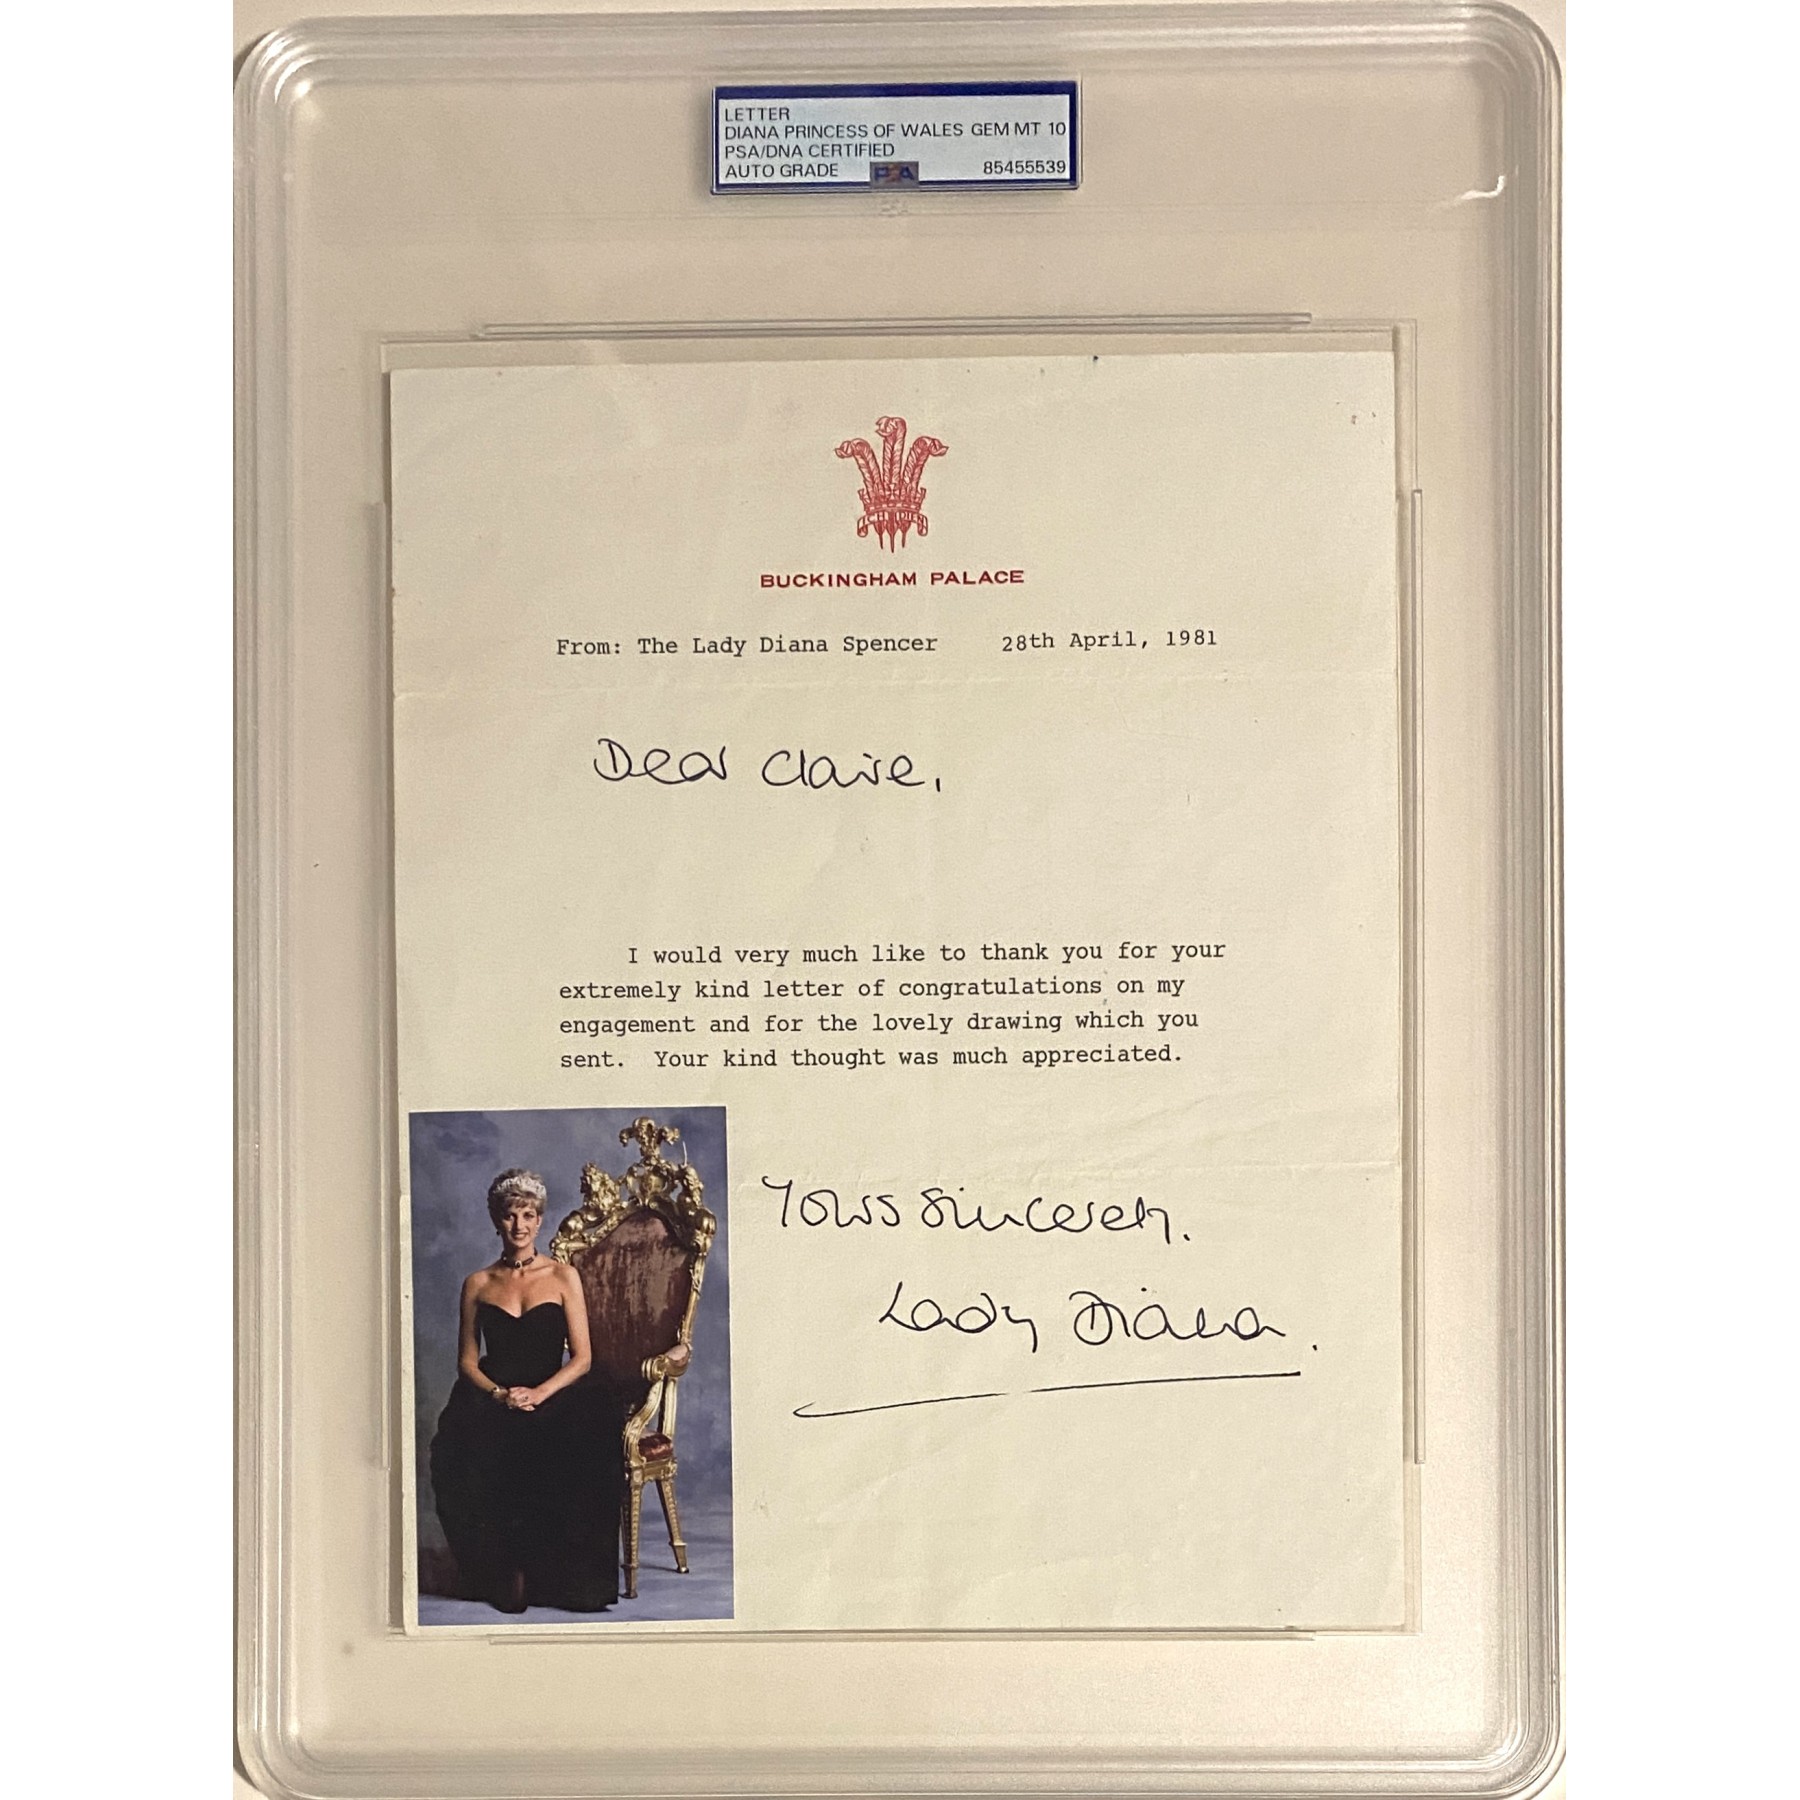 LETTER
DIANA PRINCESS OF WALES GEM MT 10
PSA/DNA CERTIFIED
AUTO GRADE PSA 85455539
ICH DIEN
BUCKINGHAM PALACE
From: The Lady Diana Spencer 28th April, 1981
Dear Claire,
I would very much like to thank you for your
extremely kind letter of congratulations on my
engagement and for the lovely drawing which you
sent. Your kind thought was much appreciated.
Yours sincerely.
Lady Diana.